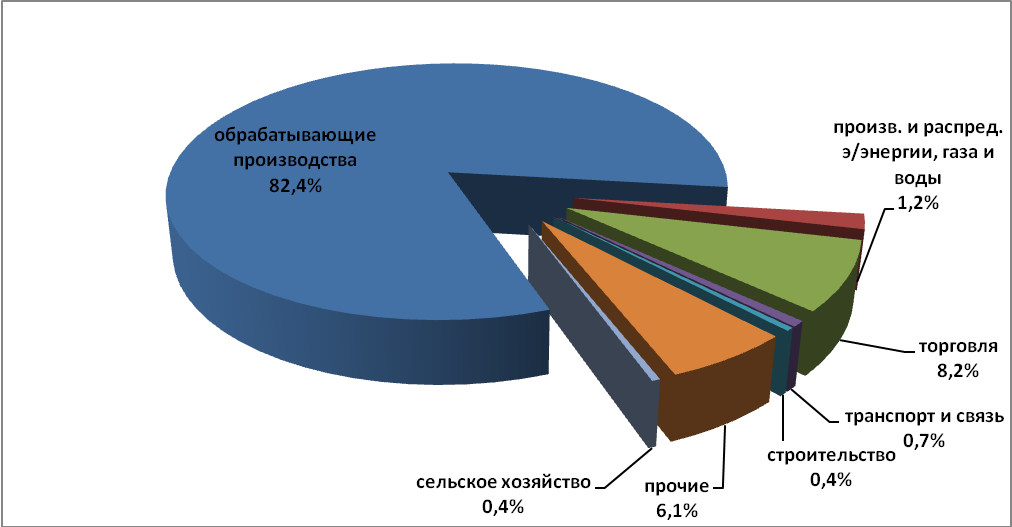 обрабатывающие
производства
82,4%
произв. и распред.
э/энергии, газа и
воды
1,2%
торговля
8,2%
транспорт и связь
0,7%
строительство
0,4%
прочие
6,1%
сельское хозяйство
0,4%